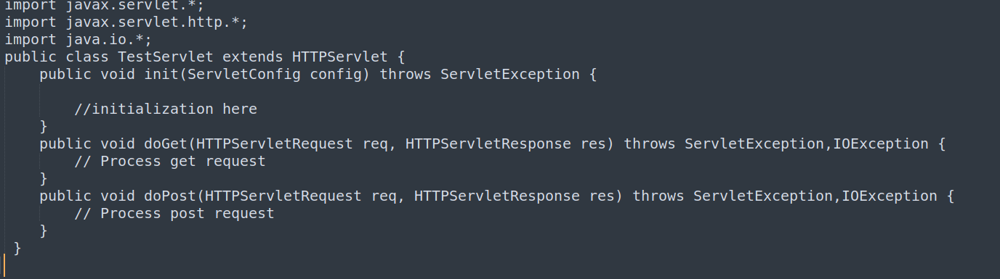 import javax.servlet.*;
import javax.servlet.http.*;
import java.io.*;
public class TestServlet extends HTTPServlet {
    public void init(ServletConfig config) throws ServletException {

        //initialization here
    }
    public void doGet(HTTPServletRequest req, HTTPServletResponse res) throws ServletException,IOException {
        // Process get request
    }
    public void doPost(HTTPServletRequest req, HTTPServletResponse res) throws ServletException,IOException {
        // Process post request
    }
 }